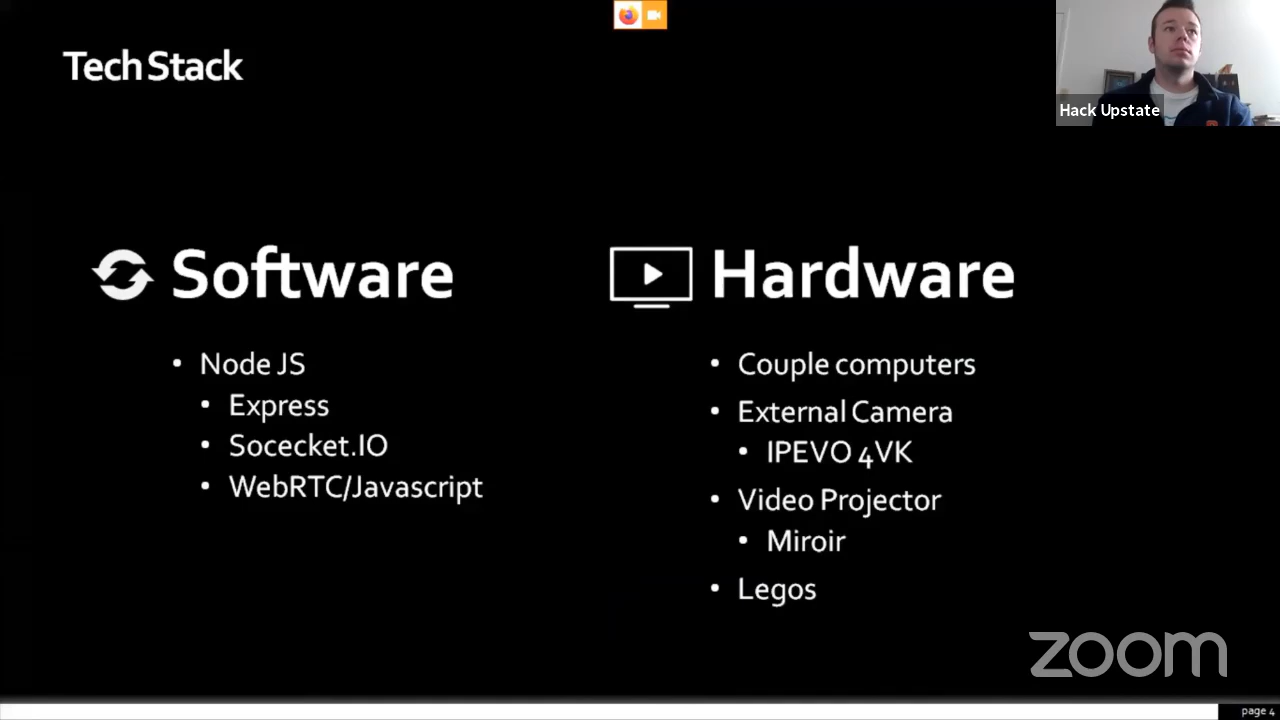 Tech Stack
Hack Upstate
Software
Node JS
Express
Socecket.IO
WebRTC/Javascript
Hardware
Couple computers
External Camera
IPEVO 4VK
Video Projector
Miroir
Legos
zoom
page 4